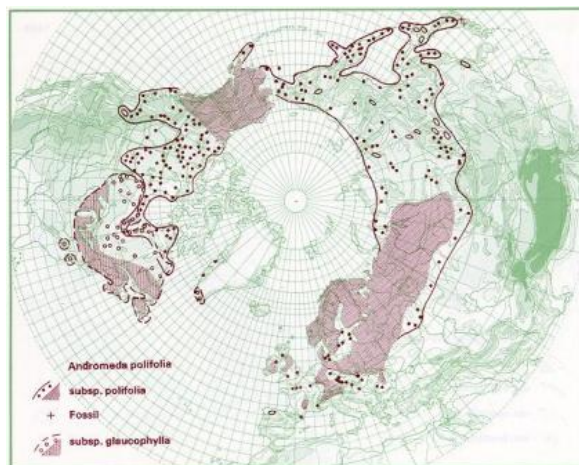 Andromeda polifolia
subsp. polifolia
Fossil
subsp. glaucophylla